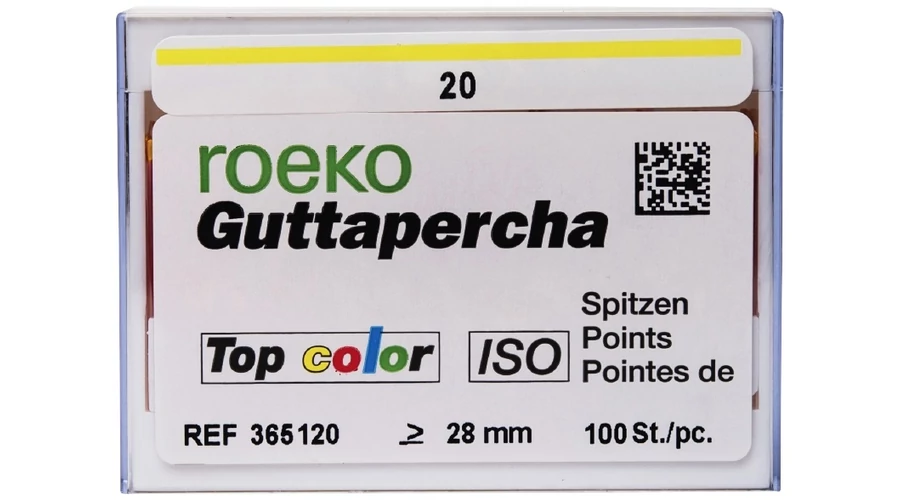 20
roeko
Guttapercha
Spitzen
Points
Pointes de
Top color
ISO
REF 365120 ≥ 28 mm 100 St./pc.